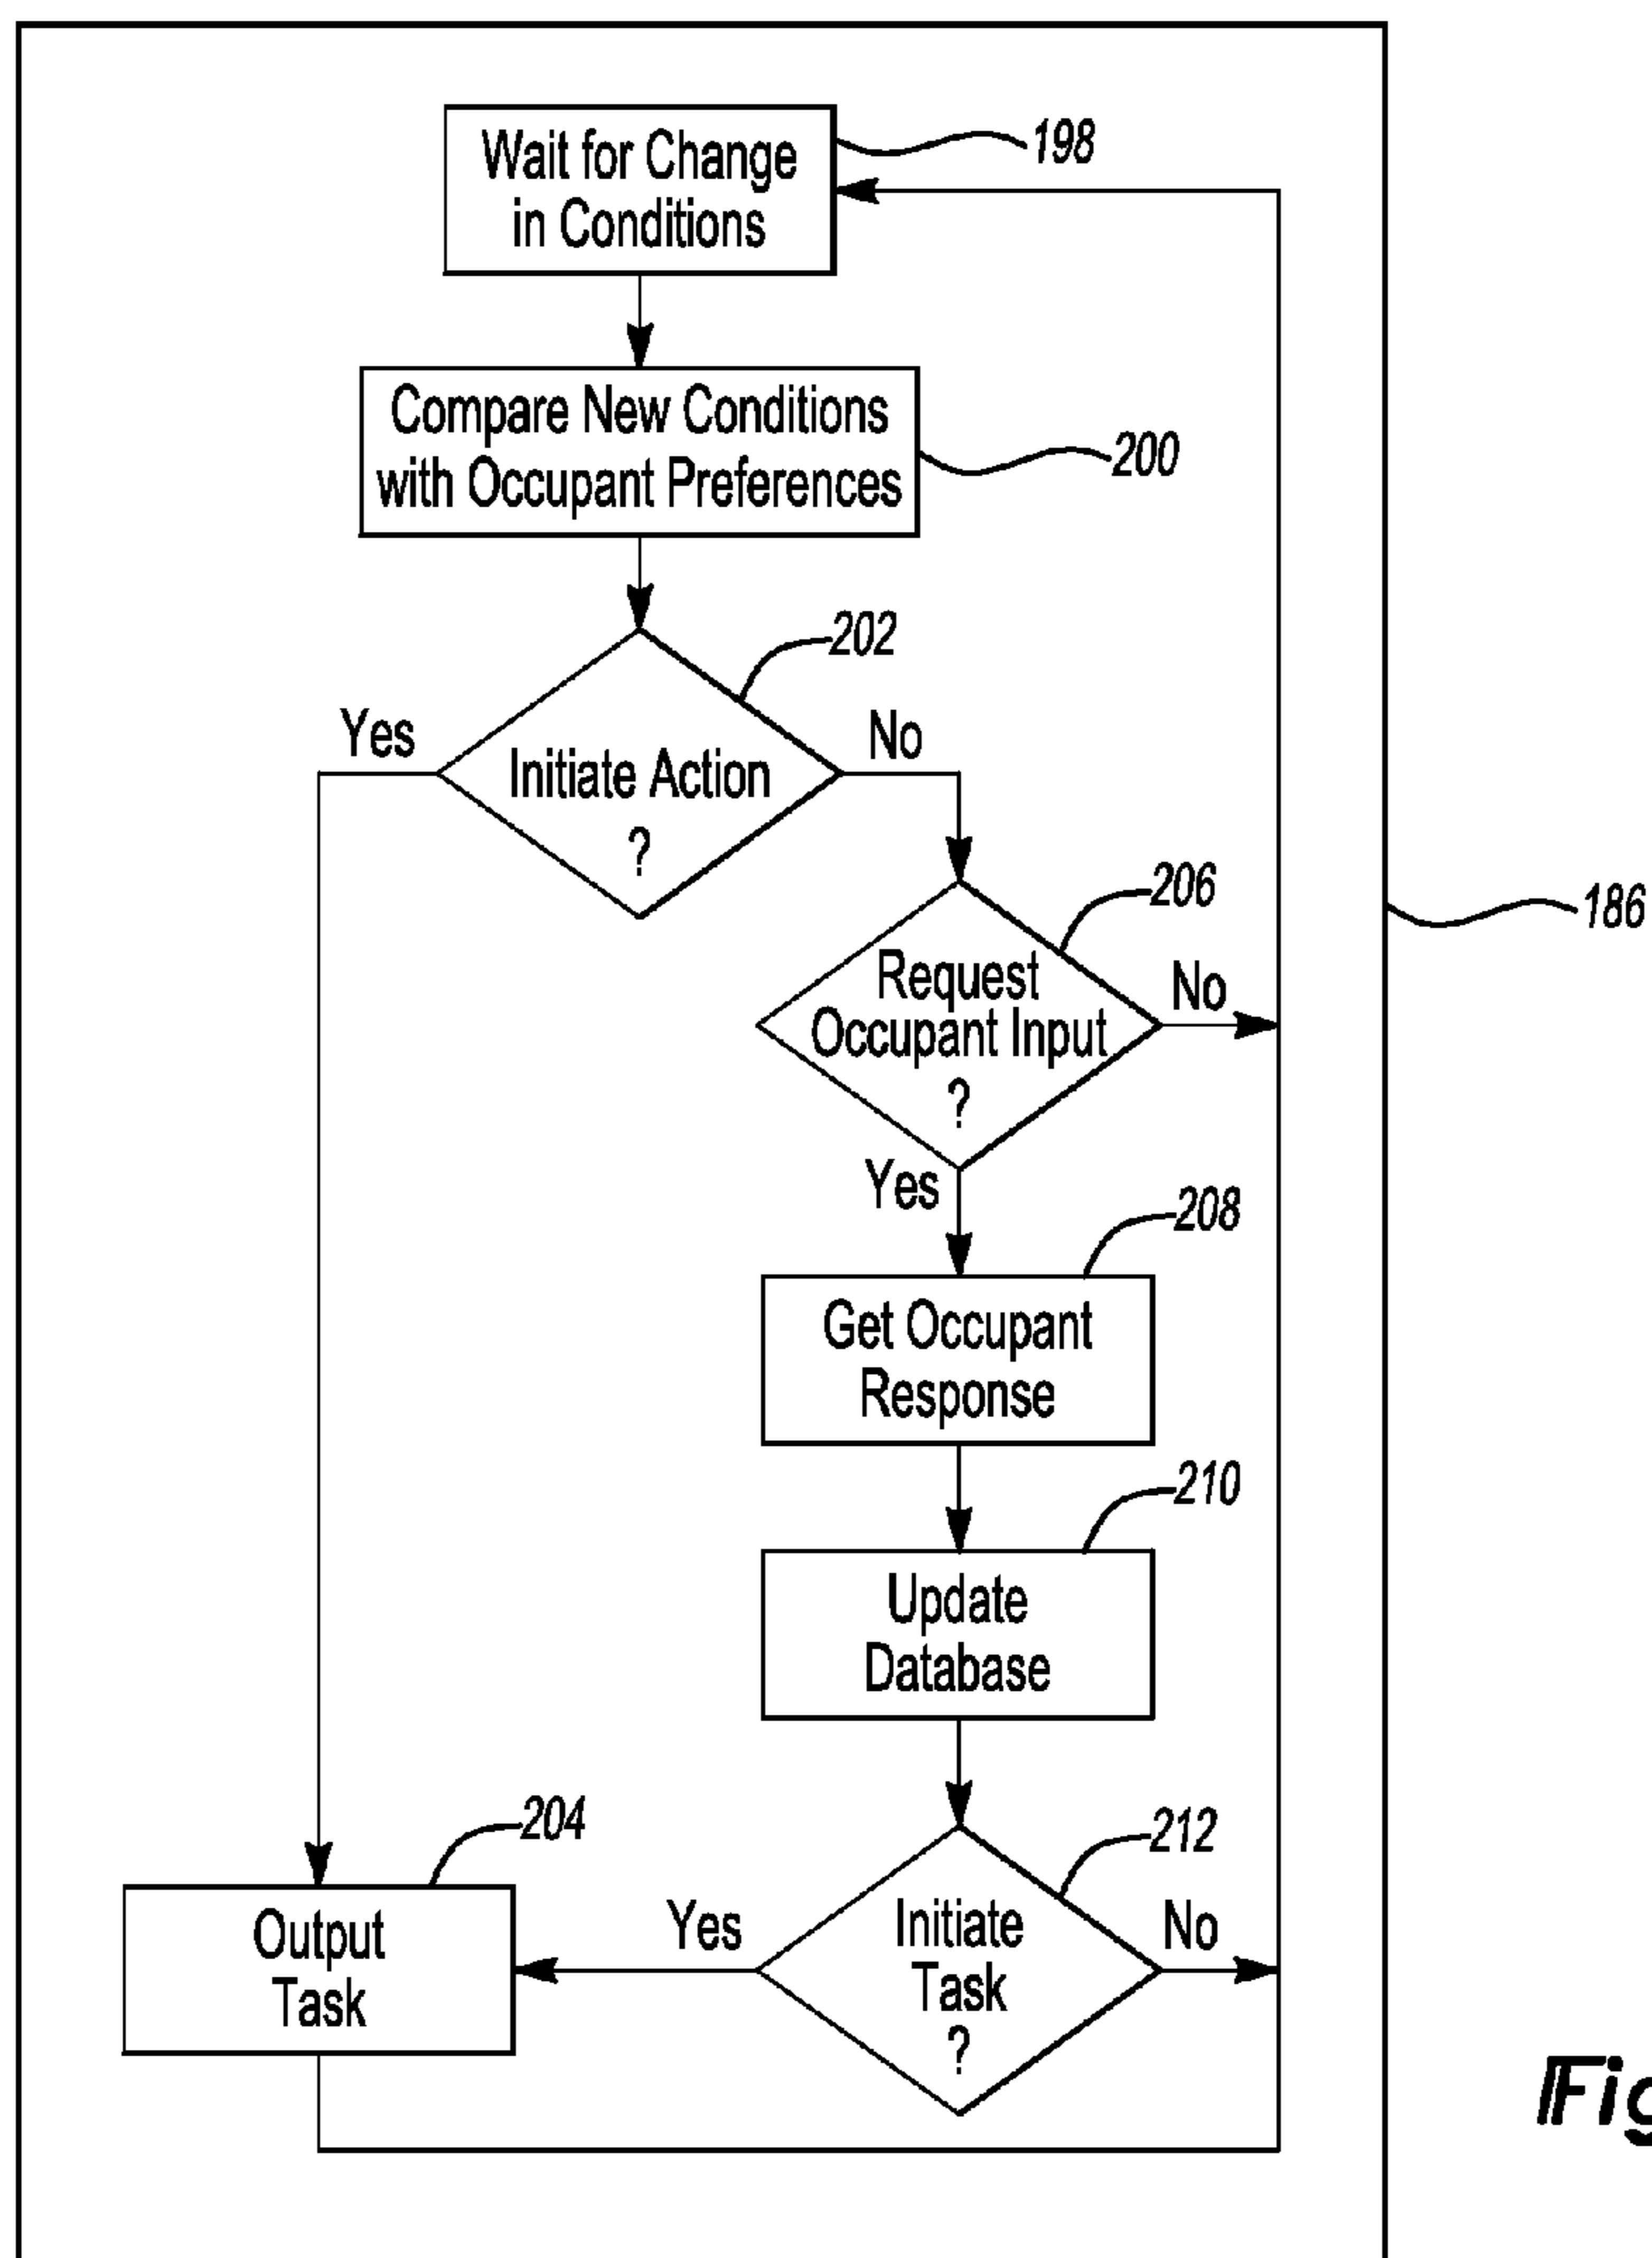 Wait for Change
in Conditions
198
Compare New Conditions
with Occupant Preferences
200
202
Yes
No
Initiate Action
?
206
186
Request
Occupant Input
?
No
Yes
208
Get Occupant
Response
210
Update
Database
204
212
Output
Task
Yes
Initiate
Task
?
No
Fig